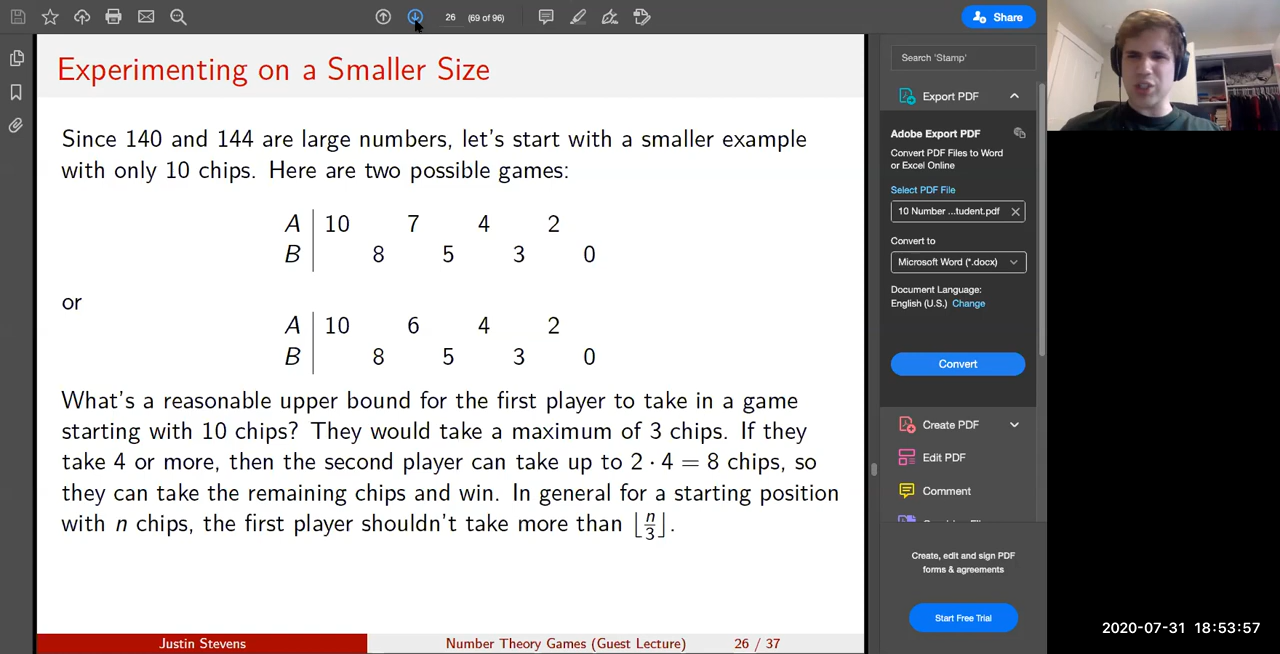 26 (69 of 96)
Share
Experimenting on a Smaller Size
Since 140 and 144 are large numbers, let's start with a smaller example
with only 10 chips. Here are two possible games:
A 10 7 4 2
B 8 5 3 0
or
A 10 6 4 2
B 8 5 3 0
What's a reasonable upper bound for the first player to take in a game
starting with 10 chips? They would take a maximum of 3 chips. If they
take 4 or more, then the second player can take up to 2 · 4 = 8 chips, so
they can take the remaining chips and win. In general for a starting position
with n chips, the first player shouldn't take more than ⌊n/3⌋.
Justin Stevens Number Theory Games (Guest Lecture) 26 / 37
Search 'Stamp'
Export PDF
Adobe Export PDF
Convert PDF Files to Word
or Excel Online
Select PDF File
10 Number ...tudent.pdf
Convert to
Microsoft Word (*.docx)
Document Language:
English (U.S.) Change
Convert
Create PDF
Edit PDF
Comment
Create, edit and sign PDF
forms & agreements
Start Free Trial
2020-07-31 18:53:57